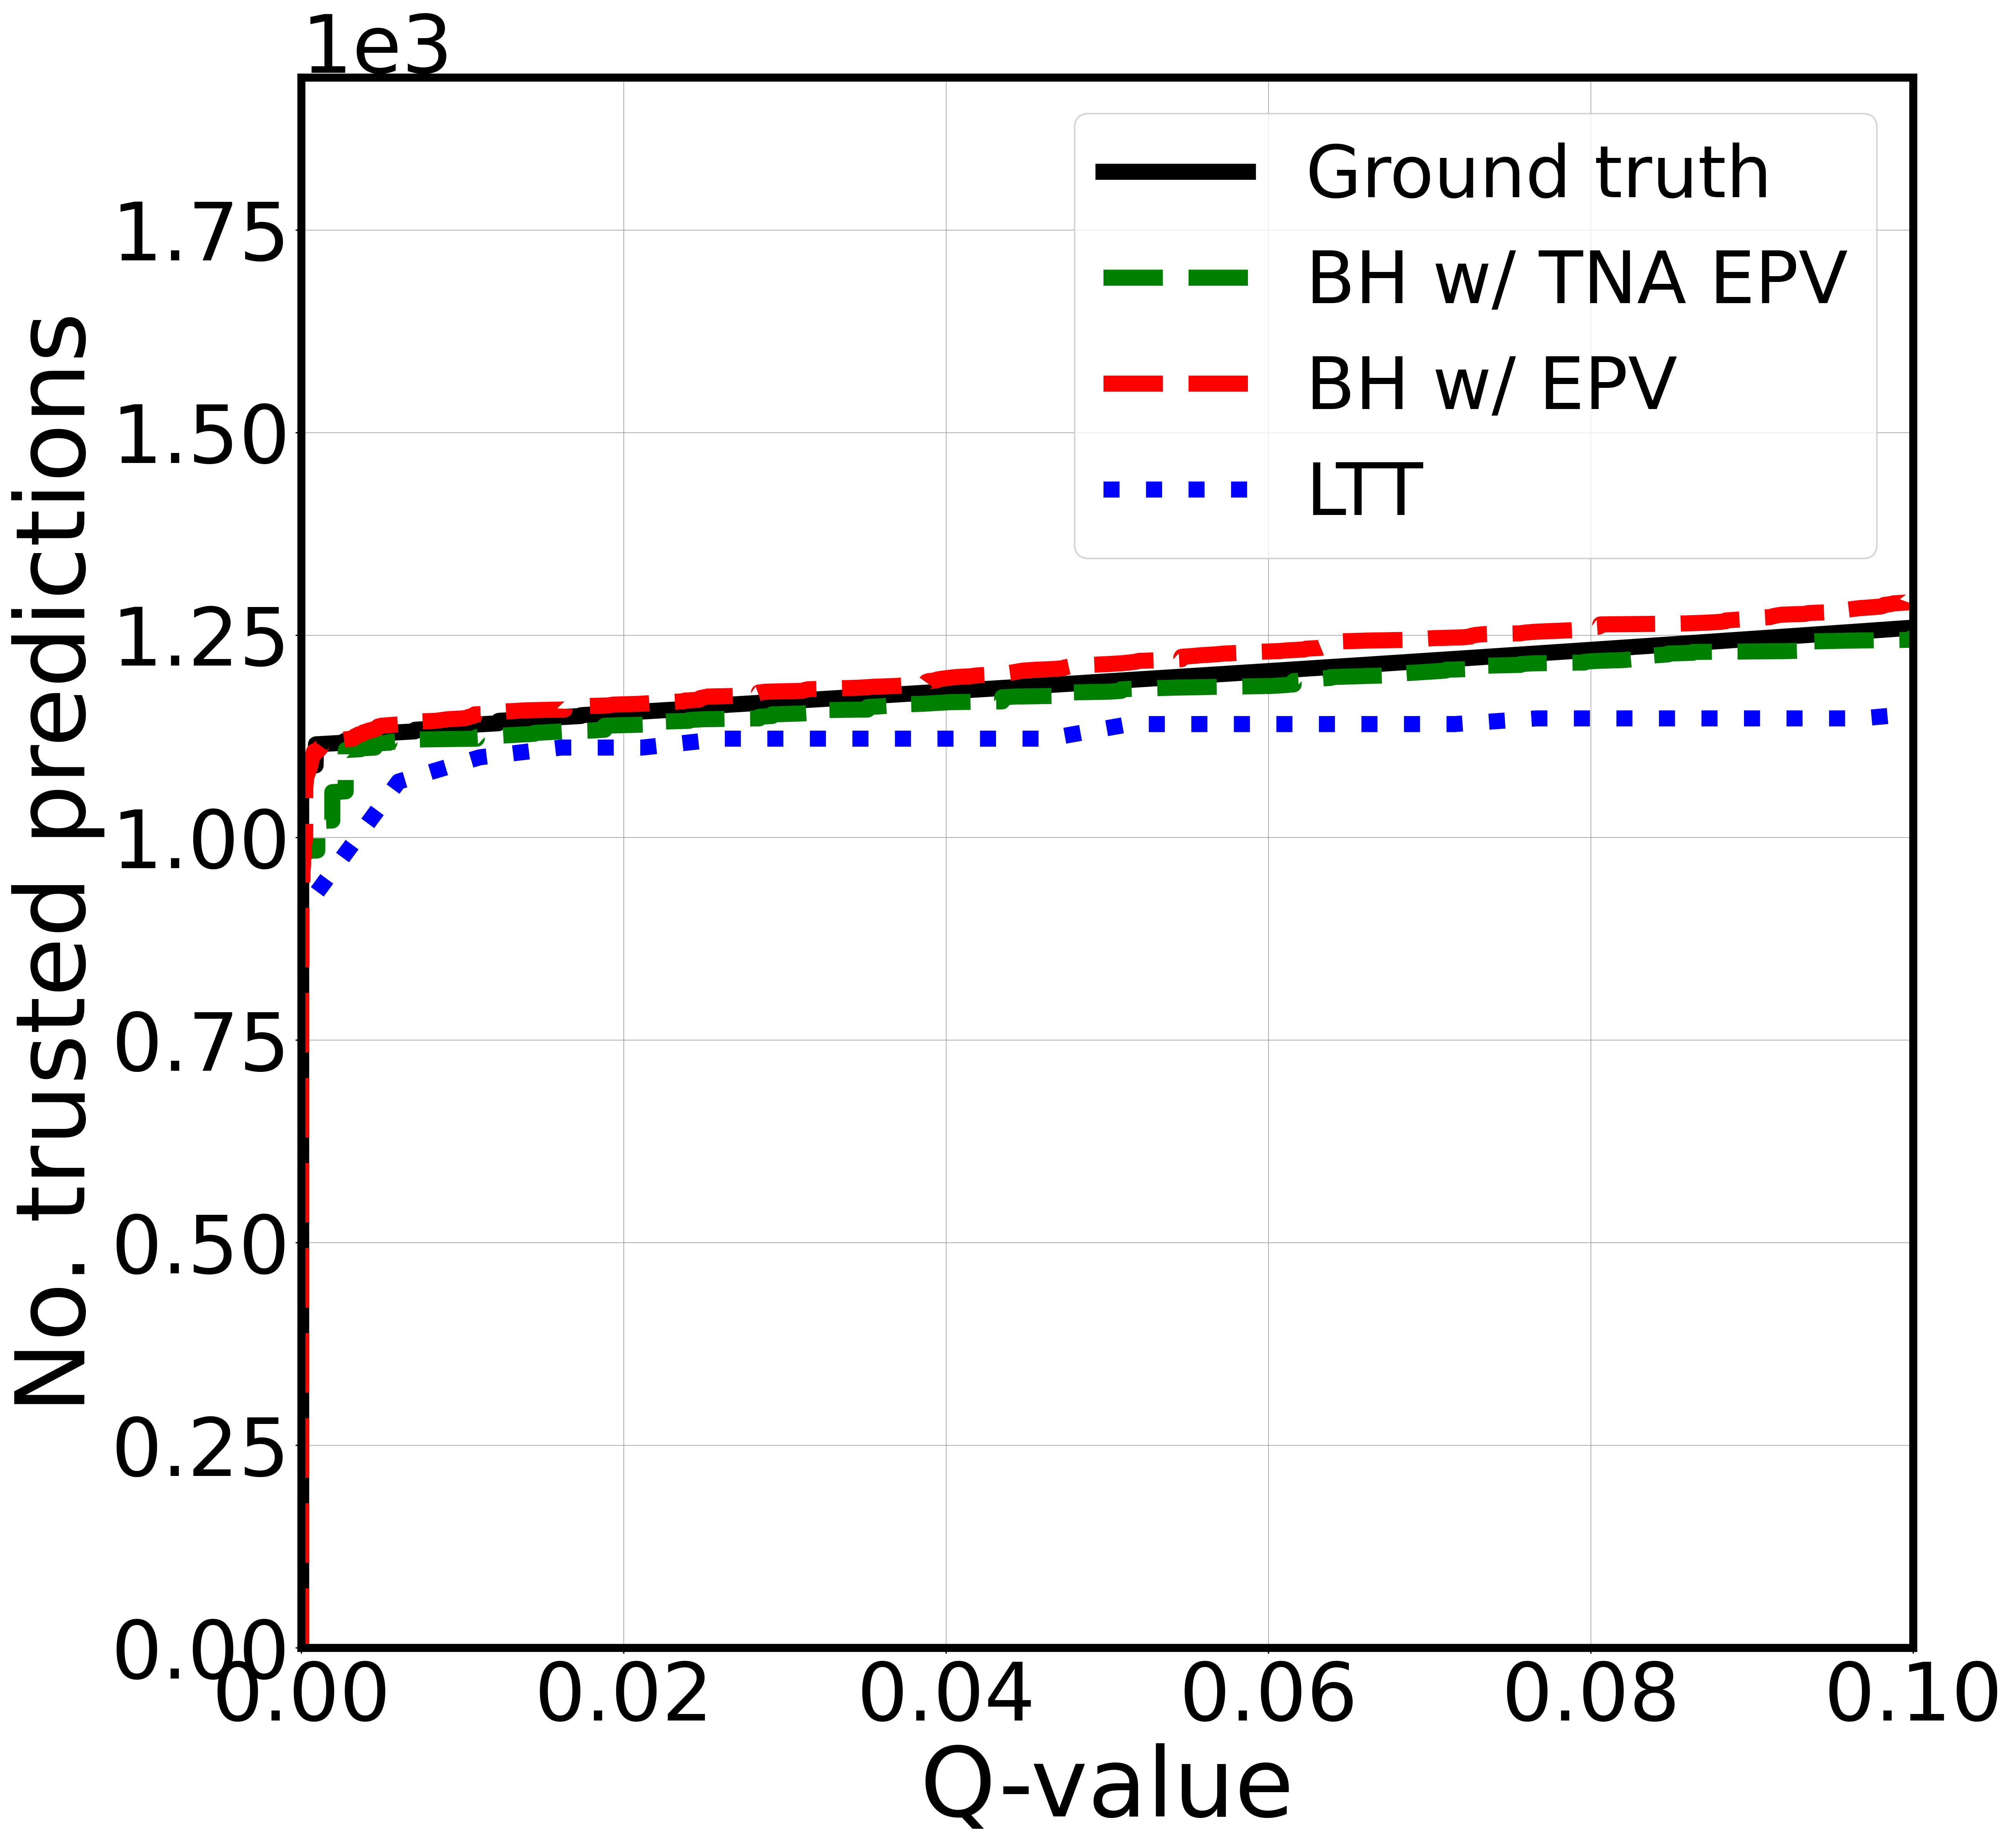 1e3
No. trusted predictions
1.75
1.50
1.25
1.00
0.75
0.50
0.25
0.00
Ground truth
BH w/ TNA EPV
BH w/ EPV
LTT
0.00 0.02 0.04 0.06 0.08 0.10
Q-value